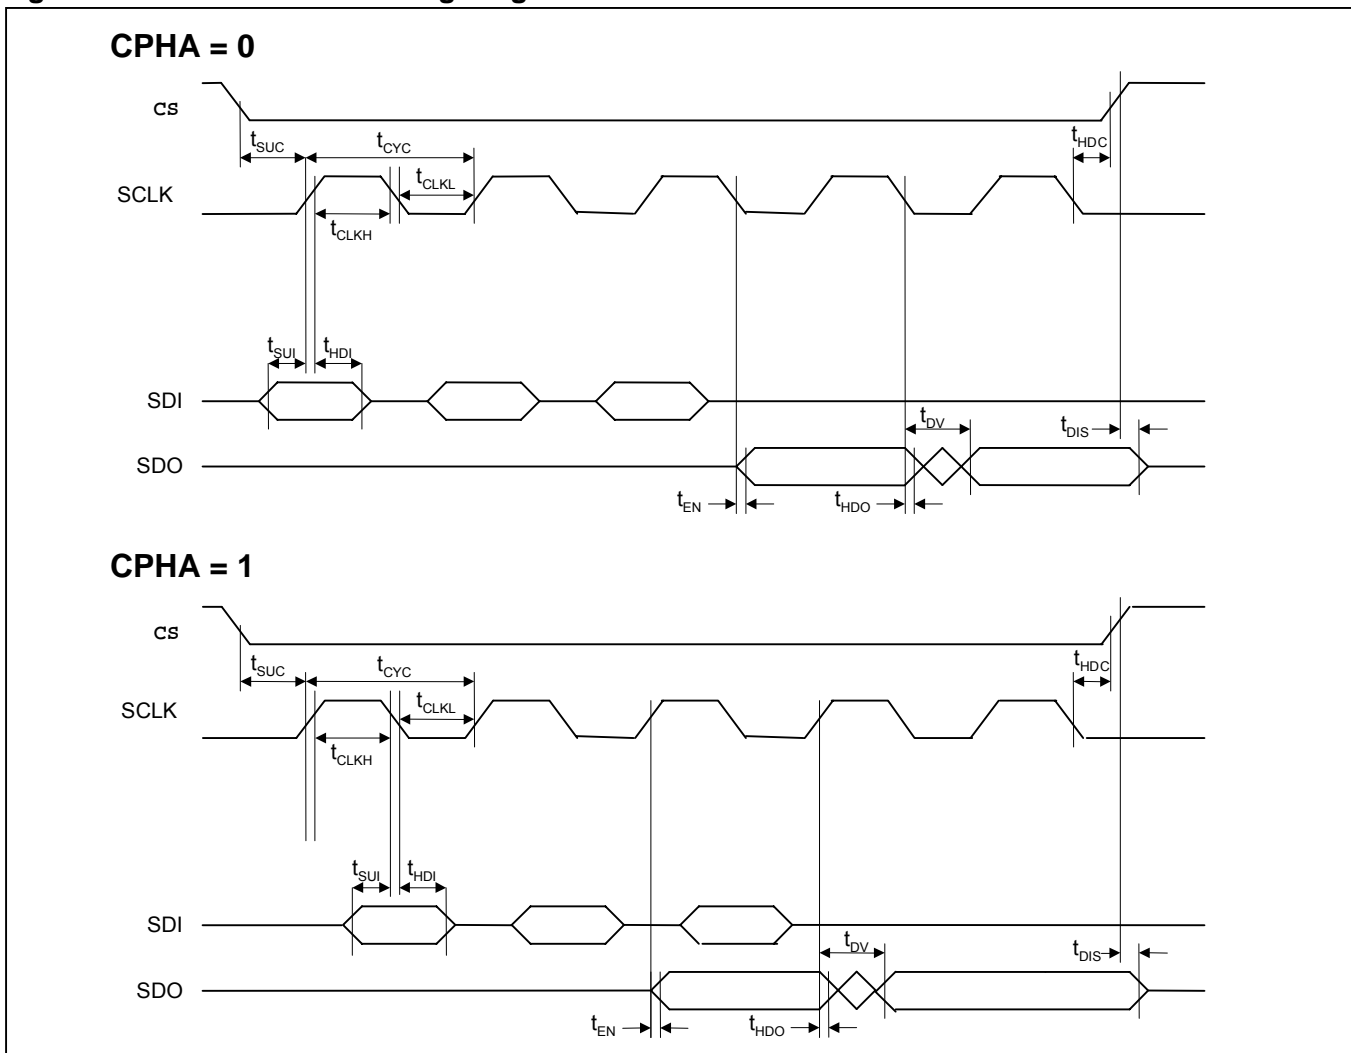 CPHA = 0
cs
tSUC
tCYC
tHDC
tCLKL
SCLK
tCLKH
tSUI
tHDI
SDI
tDV
tDIS
SDO
tEN
tHDO
CPHA = 1
cs
tSUC
tCYC
tHDC
tCLKL
SCLK
tCLKH
tSUI
tHDI
SDI
tDV
tDIS
SDO
tEN
tHDO